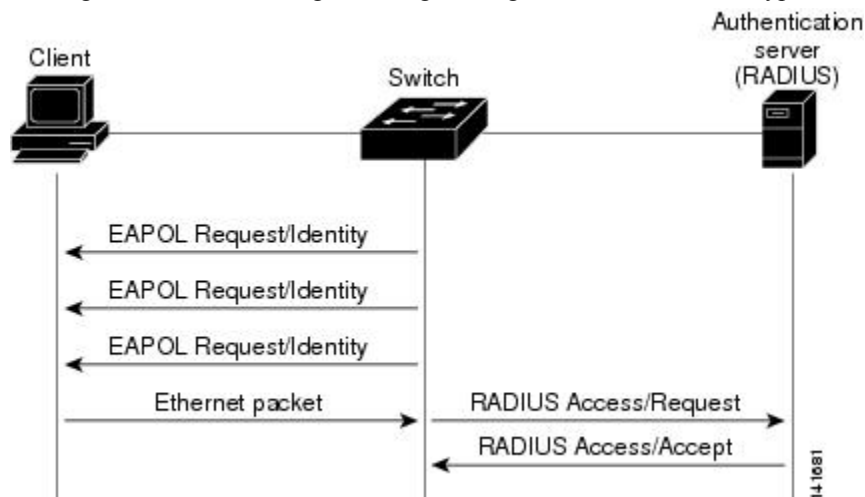 Authentication
server
(RADIUS)
Client
Switch
EAPOL Request/Identity
EAPOL Request/Identity
EAPOL Request/Identity
Ethernet packet
RADIUS Access/Request
RADIUS Access/Accept
141681